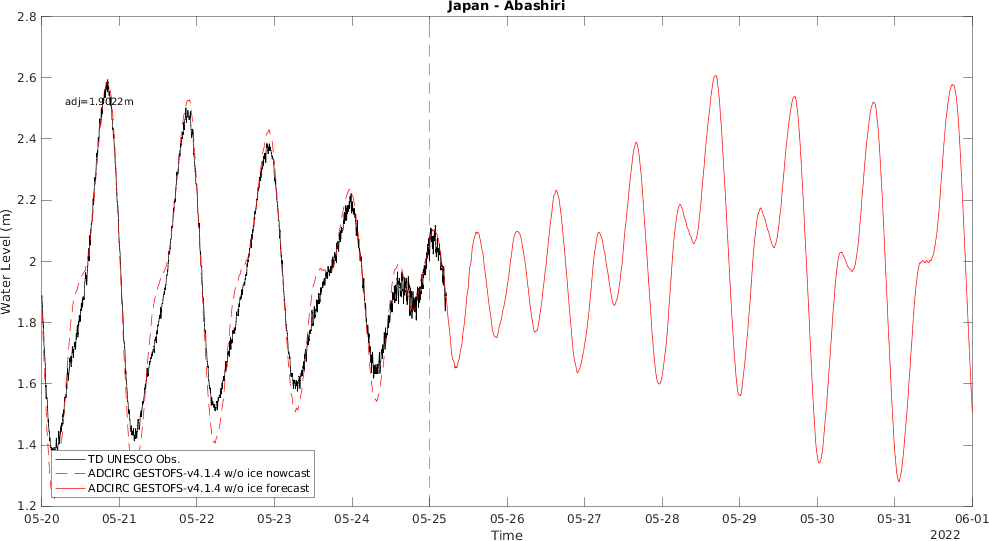 Japan - Abashiri
2.8
2.6
2.4
2.2
2
1.8
1.6
1.4
1.2
Water Level (m)
adj=1.9022m
TD UNESCO Obs.
ADCIRC GESTOFS-v4.1.4 w/o ice nowcast
ADCIRC GESTOFS-v4.1.4 w/o ice forecast
05-20 05-21 05-22 05-23 05-24 05-25 05-26 05-27 05-28 05-29 05-30 05-31 06-01
Time
2022